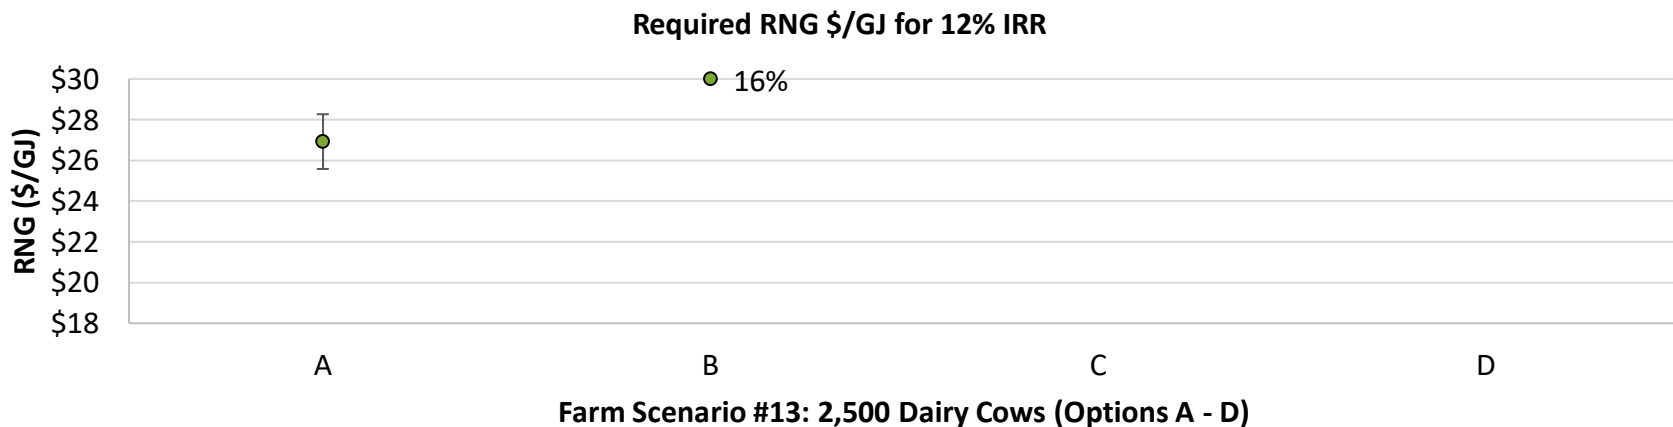 Required RNG $/GJ for 12% IRR
RNG ($/GJ)
$30
$28
$26
$24
$22
$20
$18
16%
A B C D
Farm Scenario #13: 2,500 Dairy Cows (Options A - D)